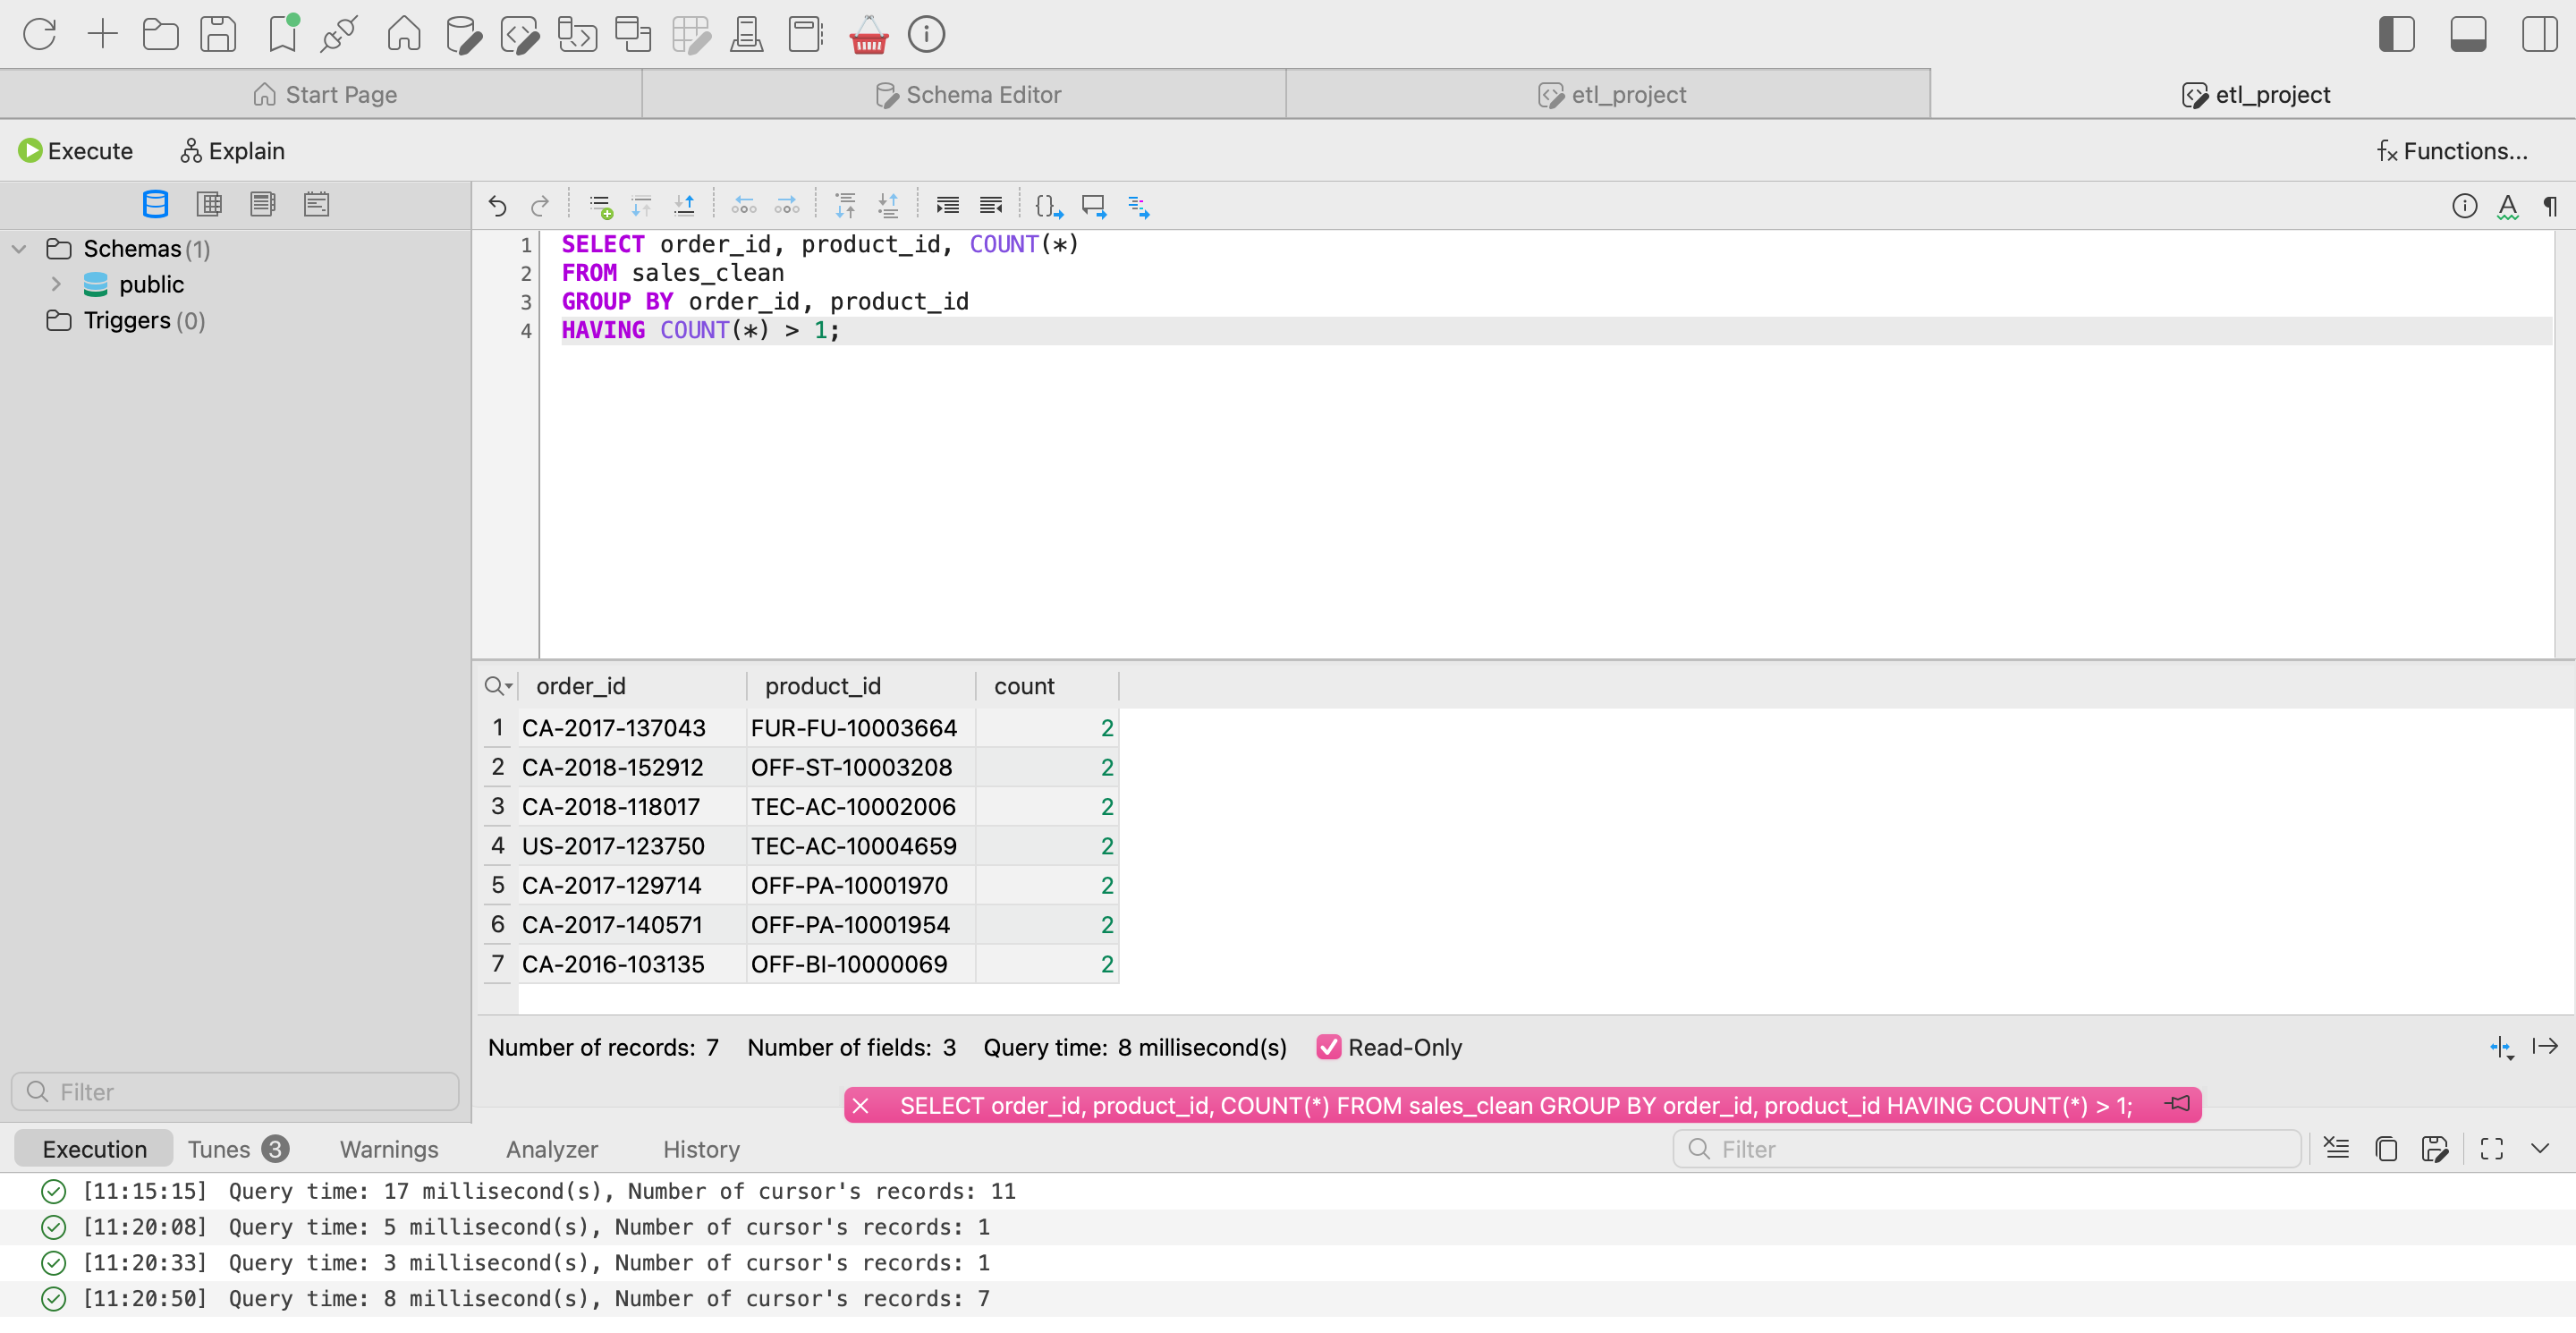 Start Page
Schema Editor
etl_project
etl_project
Execute
Explain
fx Functions...
Schemas (1)
public
Triggers (0)
1 SELECT order_id, product_id, COUNT(*)
2 FROM sales_clean
3 GROUP BY order_id, product_id
4 HAVING COUNT(*) > 1;
order_id product_id count
1 CA-2017-137043 FUR-FU-10003664 2
2 CA-2018-152912 OFF-ST-10003208 2
3 CA-2018-118017 TEC-AC-10002006 2
4 US-2017-123750 TEC-AC-10004659 2
5 CA-2017-129714 OFF-PA-10001970 2
6 CA-2017-140571 OFF-PA-10001954 2
7 CA-2016-103135 OFF-BI-10000069 2
Number of records: 7 Number of fields: 3 Query time: 8 millisecond(s) Read-Only
Filter
SELECT order_id, product_id, COUNT(*) FROM sales_clean GROUP BY order_id, product_id HAVING COUNT(*) > 1;
Execution Tunes 3 Warnings Analyzer History Filter
[11:15:15] Query time: 17 millisecond(s), Number of cursor's records: 11
[11:20:08] Query time: 5 millisecond(s), Number of cursor's records: 1
[11:20:33] Query time: 3 millisecond(s), Number of cursor's records: 1
[11:20:50] Query time: 8 millisecond(s), Number of cursor's records: 7